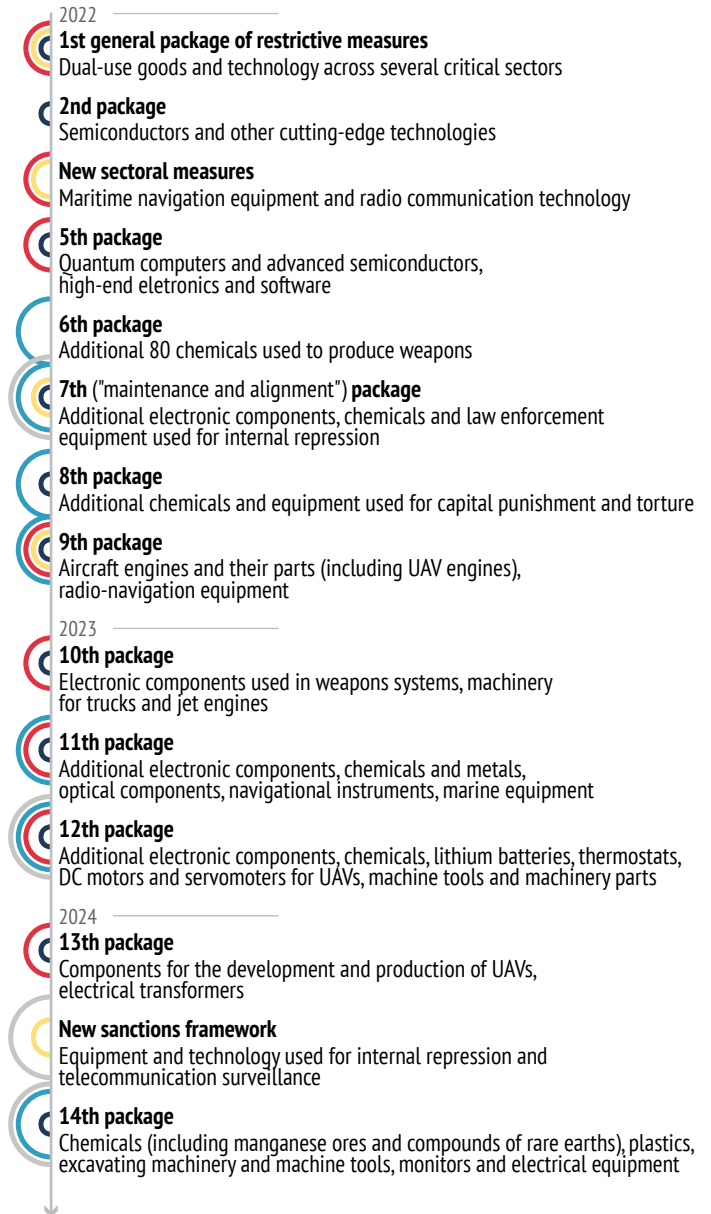 2022
1st general package of restrictive measures
Dual-use goods and technology across several critical sectors
2nd package
Semiconductors and other cutting-edge technologies
New sectoral measures
Maritime navigation equipment and radio communication technology
5th package
Quantum computers and advanced semiconductors,
high-end eletronics and software
6th package
Additional 80 chemicals used to produce weapons
7th ("maintenance and alignment") package
Additional electronic components, chemicals and law enforcement
equipment used for internal repression
8th package
Additional chemicals and equipment used for capital punishment and torture
9th package
Aircraft engines and their parts (including UAV engines),
radio-navigation equipment
2023
10th package
Electronic components used in weapons systems, machinery
for trucks and jet engines
11th package
Additional electronic components, chemicals and metals,
optical components, navigational instruments, marine equipment
12th package
Additional electronic components, chemicals, lithium batteries, thermostats,
DC motors and servomoters for UAVs, machine tools and machinery parts
2024
13th package
Components for the development and production of UAVs,
electrical transformers
New sanctions framework
Equipment and technology used for internal repression and
telecommunication surveillance
14th package
Chemicals (including manganese ores and compounds of rare earths), plastics,
excavating machinery and machine tools, monitors and electrical equipment